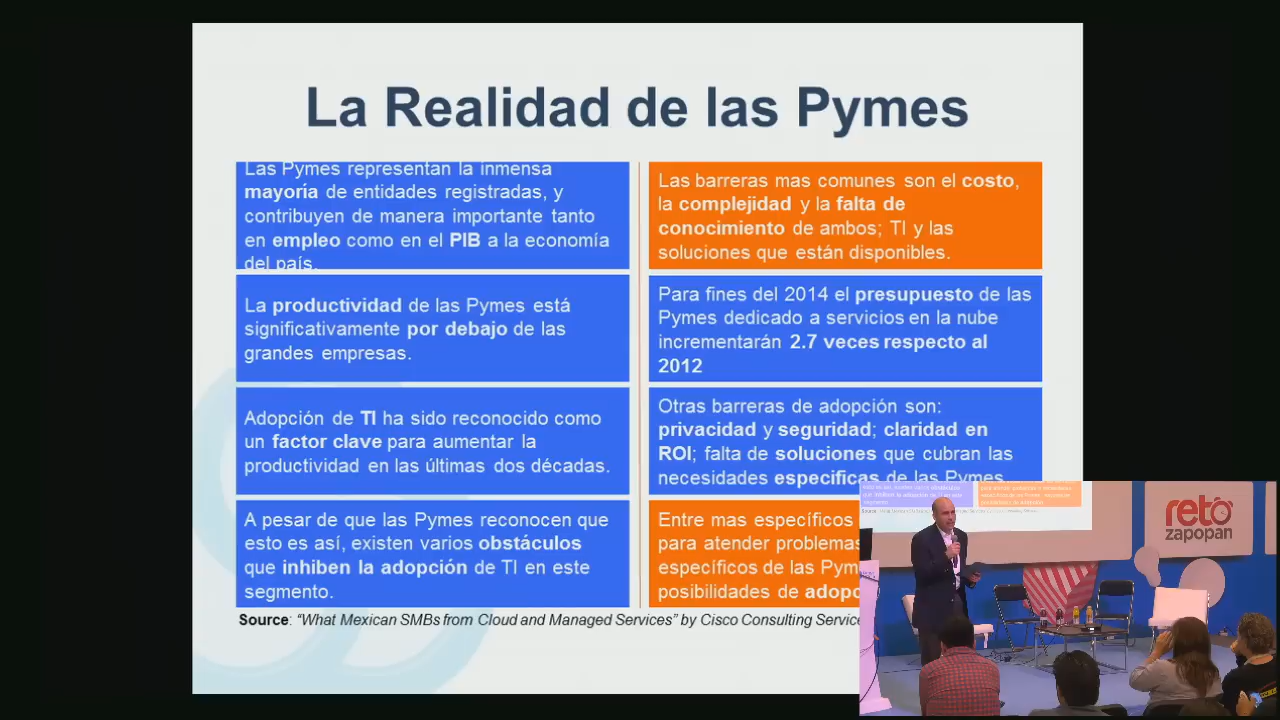 La Realidad de las Pymes
Las Pymes representan la inmensa
mayoría de entidades registradas, y
contribuyen de manera importante tanto
en empleo como en el PIB a la economía
del país.
La productividad de las Pymes está
significativamente por debajo de las
grandes empresas.
Adopción de TI ha sido reconocido como
un factor clave para aumentar la
productividad en las últimas dos décadas.
A pesar de que las Pymes reconocen que
esto es así, existen varios obstáculos
que inhiben la adopción de TI en este
segmento.
Las barreras mas comunes son el costo,
la complejidad y la falta de
conocimiento de ambos; TI y las
soluciones que están disponibles.
Para fines del 2014 el presupuesto de las
Pymes dedicado a servicios en la nube
incrementarán 2.7 veces respecto al
2012
Otras barreras de adopción son:
privacidad y seguridad; claridad en
ROI; falta de soluciones que cubran las
necesidades especificas de las Pymes
Entre mas específicos
para atender problemas
específicos de las Pym
posibilidades de adopc
Source: “What Mexican SMBs from Cloud and Managed Services” by Cisco Consulting Service
reto
zapopan